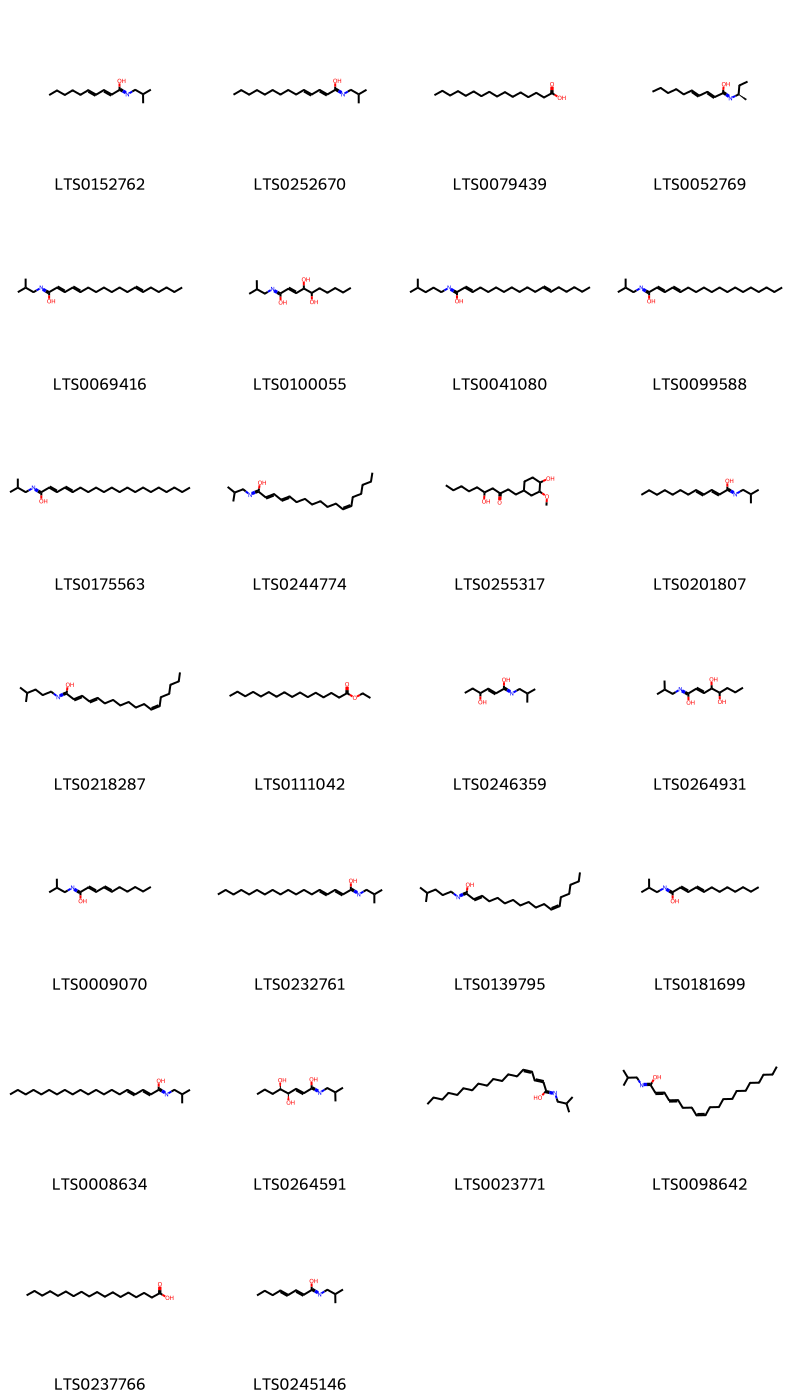 LTS0152762 LTS0252670 LTS0079439 LTS0052769
LTS0069416 LTS0100055 LTS0041080 LTS0099588
LTS0175563 LTS0244774 LTS0255317 LTS0201807
LTS0218287 LTS0111042 LTS0246359 LTS0264931
LTS0009070 LTS0232761 LTS0139795 LTS0181699
LTS0008634 LTS0264591 LTS0023771 LTS0098642
LTS0237766 LTS0245146